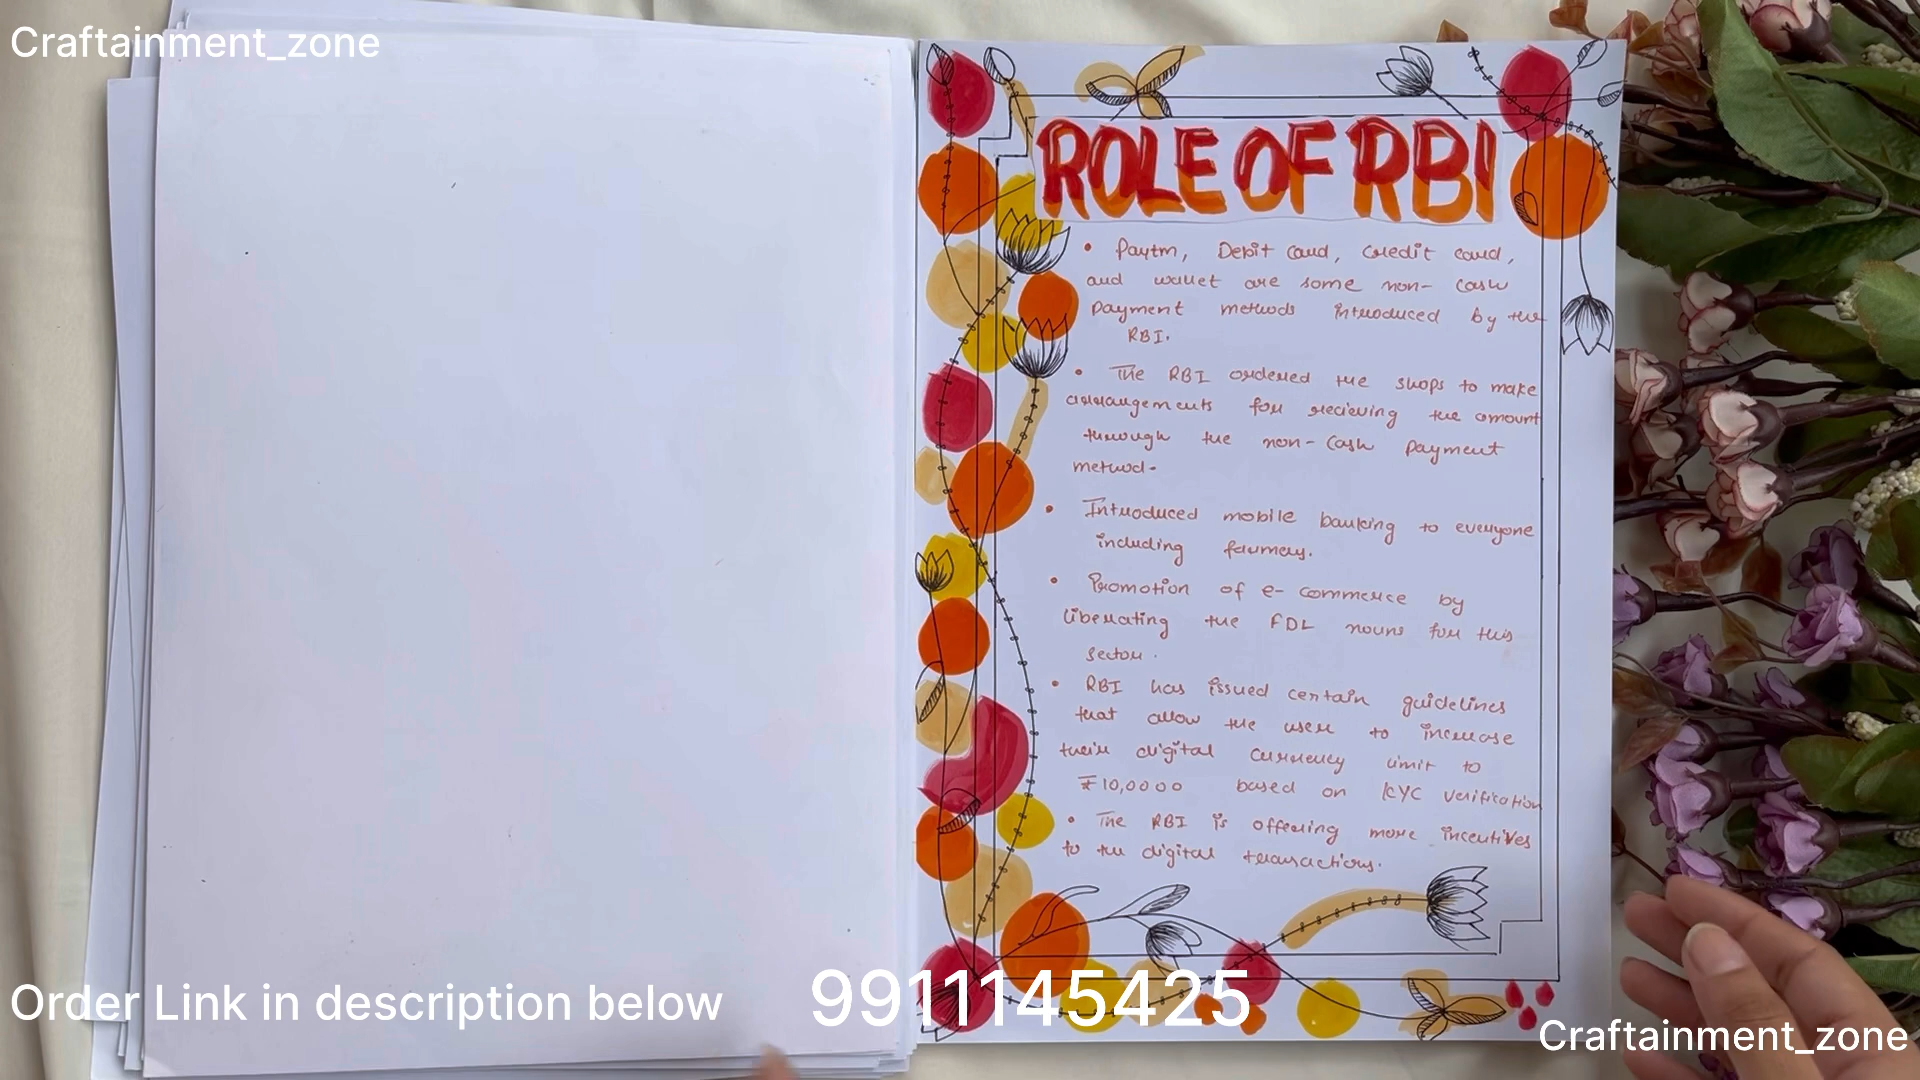 Craftainment_zone
ROLE OF RBI
• Paytm, Debit Card, Credit card,
and wallet are some non- cash
payment methods introduced by the
RBI.
• The RBI ordered the shops to make
arrangements for recieving the amount
through the non-cash payment
method-
• Introduced mobile banking to everyone
including farmers.
• Promotion of e- commerce by
liberating the FDL nouns for this
sector.
• RBI has issued certain guidelines
that allow the user to increase
their digital currency limit to
₹10,0000 based on KYC verification
• The RBI is offering more incentives
to the digital transactions.
Order Link in description below
9911145425
Craftainment_zone